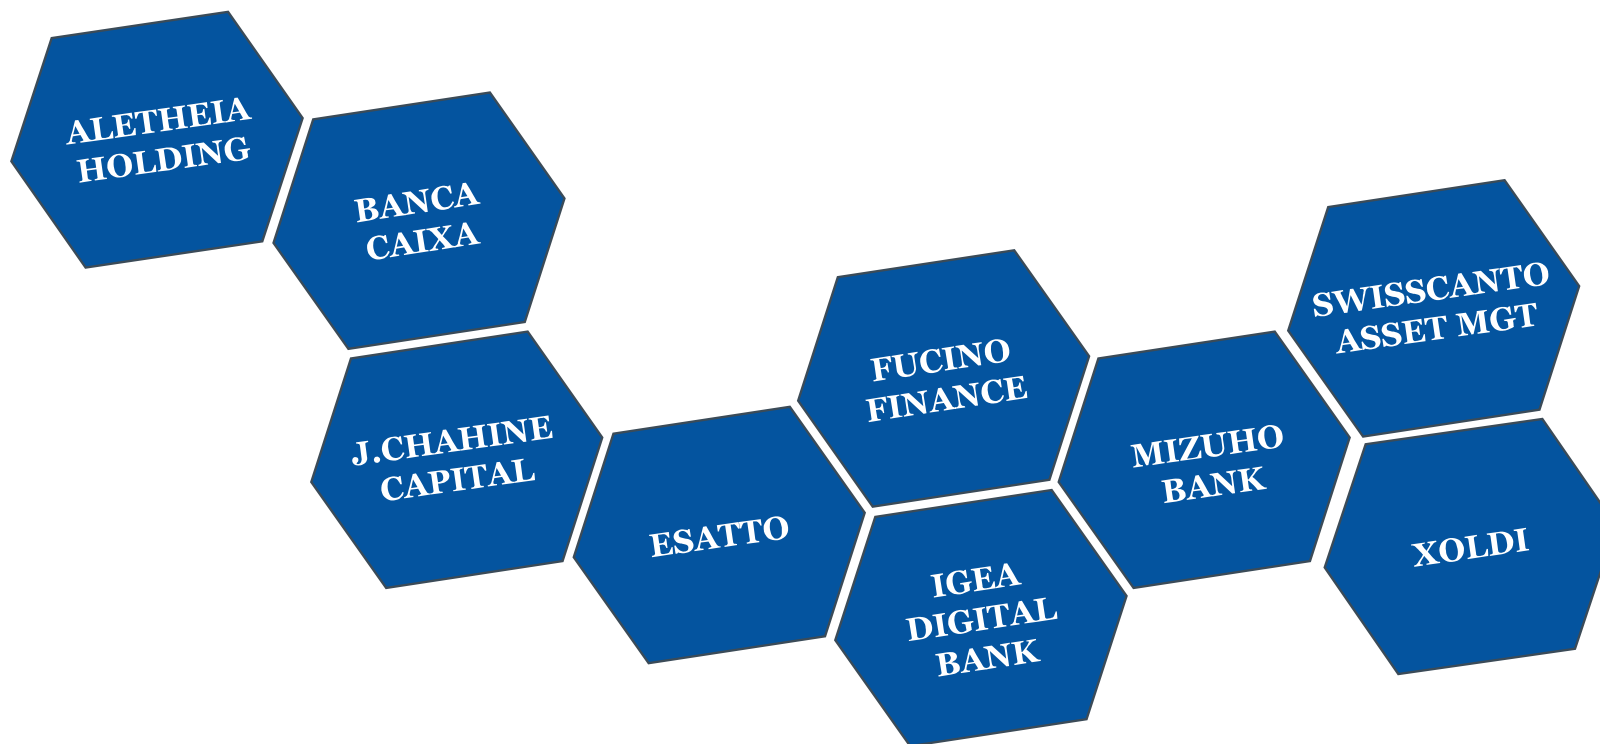 ALETHEIA
HOLDING
BANCA
CAIXA
J.CHAHINE
CAPITAL
ESATTO
FUCINO
FINANCE
IGEA
DIGITAL
BANK
MIZUHO
BANK
SWISSCANTO
ASSET MGT
XOLDI